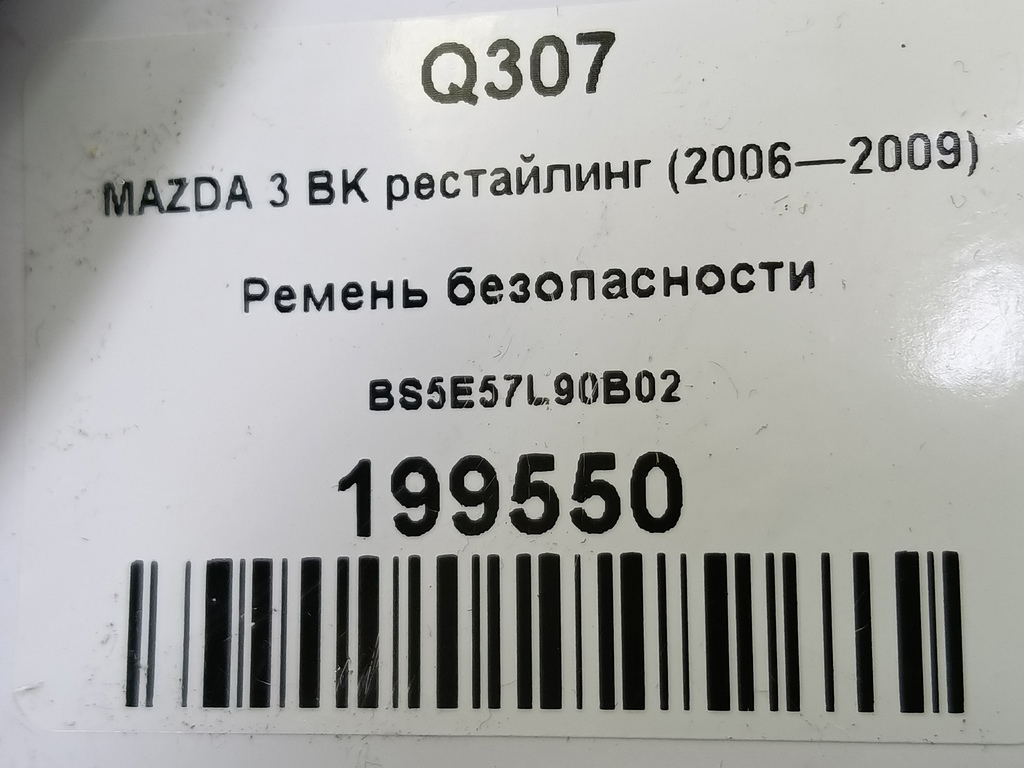 Q307
MAZDA 3 BK рестайлинг (2006—2009)
Ремень безопасности
BS5E57L90B02
199550